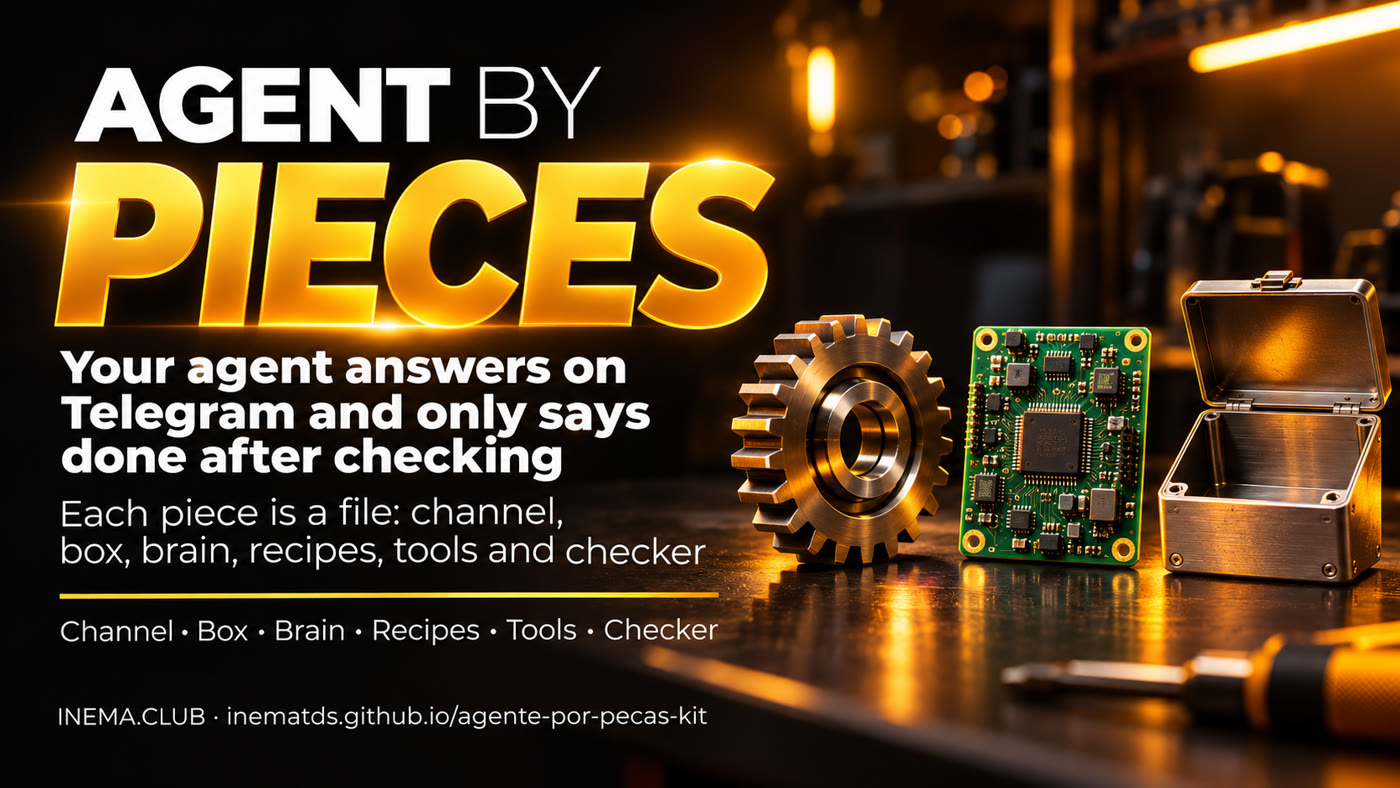 AGENT BY
PIECES
Your agent answers on
Telegram and only says
done after checking
Each piece is a file: channel,
box, brain, recipes, tools and checker
Channel • Box • Brain • Recipes • Tools • Checker
INEMA.CLUB · inematds.github.io/agente-por-pecas-kit